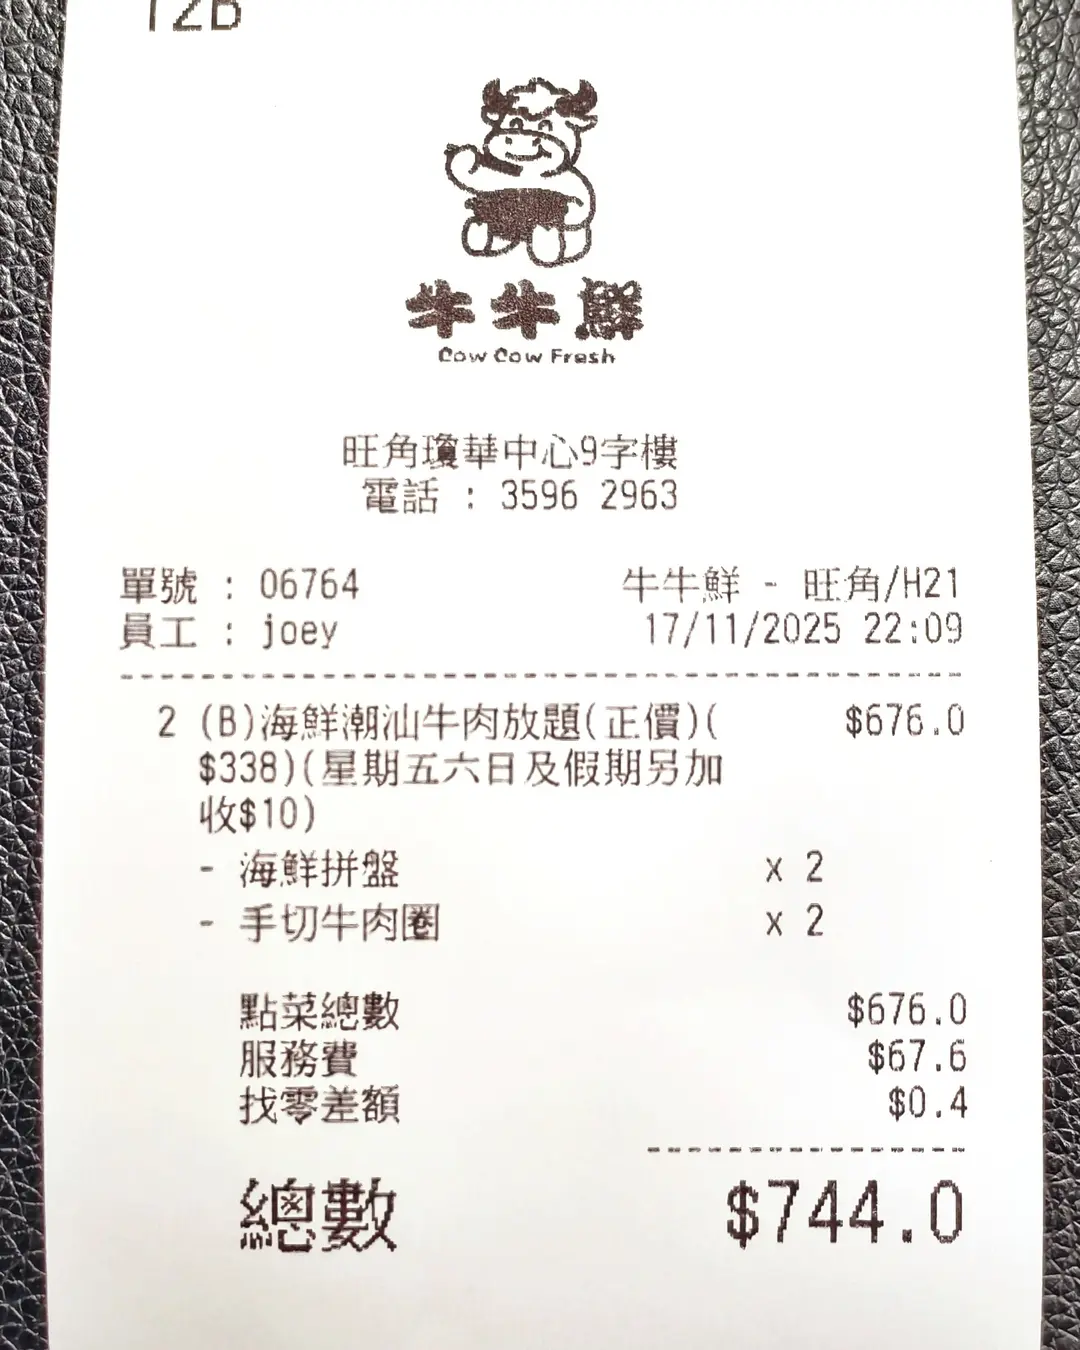 12B
牛牛鮮
Cow Cow Fresh
旺角瓊華中心9字樓
電話 : 3596 2963
單號 : 06764 牛牛鮮 - 旺角/H21
員工 : joey 17/11/2025 22:09
2 (B)海鮮潮汕牛肉放題(正價)( $676.0
$338)(星期五六日及假期另加
收$10)
- 海鮮拼盤 x 2
- 手切牛肉圈 x 2
點菜總數 $676.0
服務費 $67.6
找零差額 $0.4
總數 $744.0